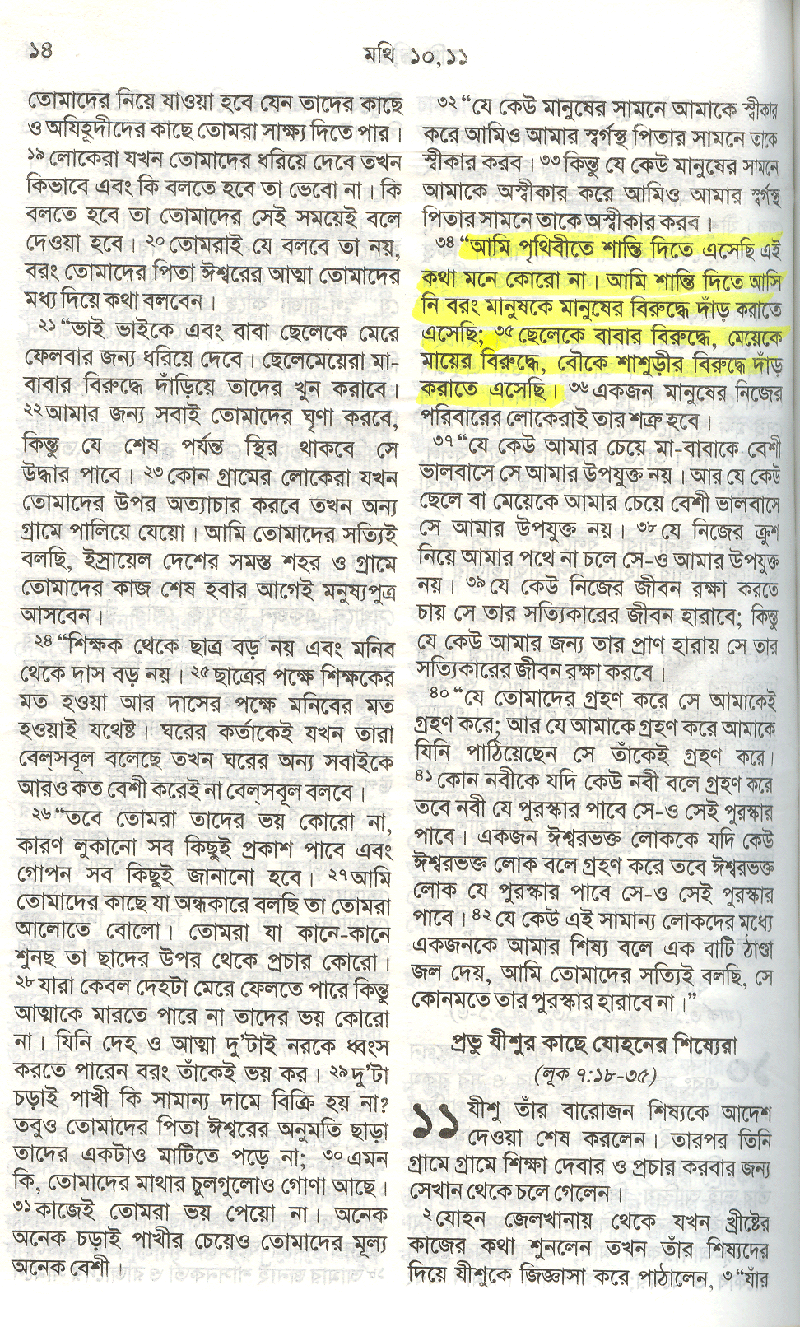 ১৪
মথি ১০,১১
তোমাদের নিয়ে যাওয়া হবে যেন তাদের কাছে
ও অযিহূদীদের কাছে তোমরা সাক্ষ্য দিতে পার।
১৯ লোকেরা যখন তোমাদের ধরিয়ে দেবে তখন
কিভাবে এবং কি বলতে হবে তা ভেবো না। কি
বলতে হবে তা তোমাদের সেই সময়েই বলে
দেওয়া হবে। ২০ তোমরাই যে বলবে তা নয়,
বরং তোমাদের পিতা ঈশ্বরের আত্মা তোমাদের
মধ্য দিয়ে কথা বলবেন।
২১ “ভাই ভাইকে এবং বাবা ছেলেকে মেরে
ফেলবার জন্য ধরিয়ে দেবে। ছেলেমেয়েরা মা-
বাবার বিরুদ্ধে দাঁড়িয়ে তাদের খুন করাবে।
২২ আমার জন্য সবাই তোমাদের ঘৃণা করবে,
কিন্তু যে শেষ পর্যন্ত স্থির থাকবে সে
উদ্ধার পাবে। ২৩ কোন গ্রামের লোকেরা যখন
তোমাদের উপর অত্যাচার করবে তখন অন্য
গ্রামে পালিয়ে যেয়ো। আমি তোমাদের সত্যিই
বলছি, ইস্রায়েল দেশের সমস্ত শহর ও গ্রামে
তোমাদের কাজ শেষ হবার আগেই মনুষ্যপুত্র
আসবেন।
২৪ “শিক্ষক থেকে ছাত্র বড় নয় এবং মনিব
থেকে দাস বড় নয়। ২৫ ছাত্রের পক্ষে শিক্ষকের
মত হওয়া আর দাসের পক্ষে মনিবের মত
হওয়াই যথেষ্ট। ঘরের কর্তাকেই যখন তারা
বেল্‌সবূল বলেছে তখন ঘরের অন্য সবাইকে
আরও কত বেশী করেই না বেল্‌সবূল বলবে।
২৬ “তবে তোমরা তাদের ভয় কোরো না,
কারণ লুকানো সব কিছুই প্রকাশ পাবে এবং
গোপন সব কিছুই জানানো হবে। ২৭ আমি
তোমাদের কাছে যা অন্ধকারে বলছি তা তোমরা
আলোতে বোলো। তোমরা যা কানে-কানে
শুনছ তা ছাদের উপর থেকে প্রচার কোরো।
২৮ যারা কেবল দেহটা মেরে ফেলতে পারে কিন্তু
আত্মাকে মারতে পারে না তাদের ভয় কোরো
না। যিনি দেহ ও আত্মা দু'টাই নরকে ধ্বংস
করতে পারেন বরং তাঁকেই ভয় কর। ২৯ দু'টা
চড়াই পাখী কি সামান্য দামে বিক্রি হয় না?
তবুও তোমাদের পিতা ঈশ্বরের অনুমতি ছাড়া
তাদের একটাও মাটিতে পড়ে না; ৩০ এমন
কি, তোমাদের মাথার চুলগুলোও গোণা আছে।
৩১ কাজেই তোমরা ভয় পেয়ো না। অনেক
অনেক চড়াই পাখীর চেয়েও তোমাদের মূল্য
অনেক বেশী।
৩২ “যে কেউ মানুষের সামনে আমাকে স্বীকার
করে আমিও আমার স্বর্গস্থ পিতার সামনে তাকে
স্বীকার করব। ৩৩ কিন্তু যে কেউ মানুষের সামনে
আমাকে অস্বীকার করে আমিও আমার স্বর্গস্থ
পিতার সামনে তাকে অস্বীকার করব।
৩৪ “আমি পৃথিবীতে শান্তি দিতে এসেছি এই
কথা মনে কোরো না। আমি শান্তি দিতে আসি
নি বরং মানুষকে মানুষের বিরুদ্ধে দাঁড় করাতে
এসেছি; ৩৫ ছেলেকে বাবার বিরুদ্ধে, মেয়েকে
মায়ের বিরুদ্ধে, বৌকে শাশুড়ীর বিরুদ্ধে দাঁড়
করাতে এসেছি। ৩৬ একজন মানুষের নিজের
পরিবারের লোকেরাই তার শত্রু হবে।
৩৭ “যে কেউ আমার চেয়ে মা-বাবাকে বেশী
ভালবাসে সে আমার উপযুক্ত নয়। আর যে কেউ
ছেলে বা মেয়েকে আমার চেয়ে বেশী ভালবাসে
সে আমার উপযুক্ত নয়। ৩৮ যে নিজের ক্রুশ
নিয়ে আমার পথে না চলে সে-ও আমার উপযুক্ত
নয়। ৩৯ যে কেউ নিজের জীবন রক্ষা করতে
চায় সে তার সত্যিকারের জীবন হারাবে; কিন্তু
যে কেউ আমার জন্য তার প্রাণ হারায় সে তার
সত্যিকারের জীবন রক্ষা করবে।
৪০ “যে তোমাদের গ্রহণ করে সে আমাকেই
গ্রহণ করে; আর যে আমাকে গ্রহণ করে আমাকে
যিনি পাঠিয়েছেন সে তাঁকেই গ্রহণ করে।
৪১ কোন নবীকে যদি কেউ নবী বলে গ্রহণ করে
তবে নবী যে পুরস্কার পাবে সে-ও সেই পুরস্কার
পাবে। একজন ঈশ্বরভক্ত লোককে যদি কেউ
ঈশ্বরভক্ত লোক বলে গ্রহণ করে তবে ঈশ্বরভক্ত
লোক যে পুরস্কার পাবে সে-ও সেই পুরস্কার
পাবে। ৪২ যে কেউ এই সামান্য লোকদের মধ্যে
একজনকে আমার শিষ্য বলে এক বাটি ঠাণ্ডা
জল দেয়, আমি তোমাদের সত্যিই বলছি, সে
কোনমতে তার পুরস্কার হারাবে না।”
প্রভু যীশুর কাছে যোহনের শিষ্যেরা
(লূক ৭:১৮-৩৫)
১১ যীশু তাঁর বারোজন শিষ্যকে আদেশ
দেওয়া শেষ করলেন। তারপর তিনি
গ্রামে গ্রামে শিক্ষা দেবার ও প্রচার করবার জন্য
সেখান থেকে চলে গেলেন।
২ যোহন জেলখানায় থেকে যখন খ্রীষ্টের
কাজের কথা শুনলেন তখন তাঁর শিষ্যদের
দিয়ে যীশুকে জিজ্ঞাসা করে পাঠালেন, ৩ “যাঁর